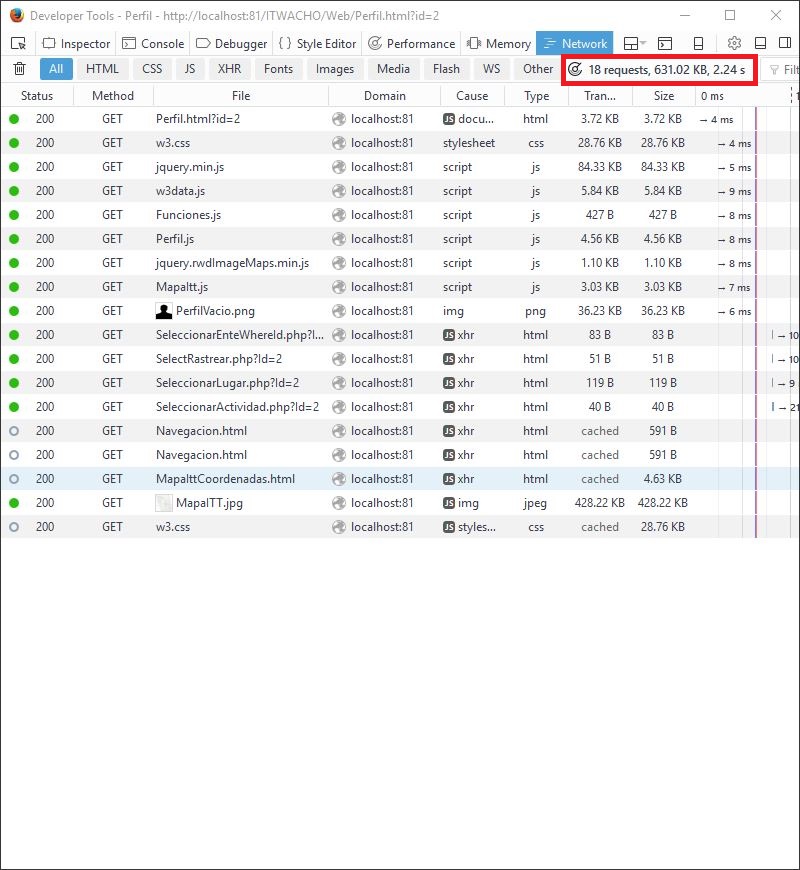 Developer Tools - Perfil - http://localhost:81/ITWACHO/Web/Perfil.html?id=2
Inspector Console Debugger Style Editor Performance Memory Network
All HTML CSS JS XHR Fonts Images Media Flash WS Other 18 requests, 631.02 KB, 2.24 s Filt
Status Method File Domain Cause Type Tran... Size 0 ms 1
200 GET Perfil.html?id=2 localhost:81 JS docu... html 3.72 KB 3.72 KB → 4 ms
200 GET w3.css localhost:81 stylesheet css 28.76 KB 28.76 KB → 4 ms
200 GET jquery.min.js localhost:81 script js 84.33 KB 84.33 KB → 5 ms
200 GET w3data.js localhost:81 script js 5.84 KB 5.84 KB → 9 ms
200 GET Funciones.js localhost:81 script js 427 B 427 B → 8 ms
200 GET Perfil.js localhost:81 script js 4.56 KB 4.56 KB → 8 ms
200 GET jquery.rwdImageMaps.min.js localhost:81 script js 1.10 KB 1.10 KB → 8 ms
200 GET MapaItt.js localhost:81 script js 3.03 KB 3.03 KB → 7 ms
200 GET PerfilVacio.png localhost:81 img png 36.23 KB 36.23 KB → 6 ms
200 GET SeleccionarEnteWhereId.php?I... localhost:81 JS xhr html 83 B 83 B → 10
200 GET SelectRastrear.php?Id=2 localhost:81 JS xhr html 51 B 51 B → 10
200 GET SeleccionarLugar.php?Id=2 localhost:81 JS xhr html 119 B 119 B → 9
200 GET SeleccionarActividad.php?Id=2 localhost:81 JS xhr html 40 B 40 B → 21
200 GET Navegacion.html localhost:81 JS xhr html cached 591 B
200 GET Navegacion.html localhost:81 JS xhr html cached 591 B
200 GET MapaIttCoordenadas.html localhost:81 JS xhr html cached 4.63 KB
200 GET MapaITT.jpg localhost:81 JS img jpeg 428.22 KB 428.22 KB
200 GET w3.css localhost:81 JS styles... css cached 28.76 KB